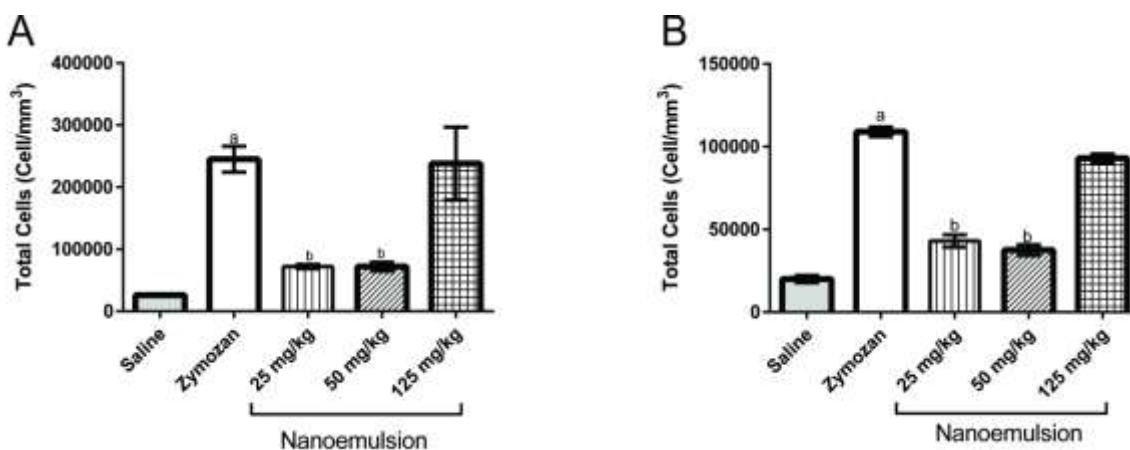 A
Total Cells (Cell/mm³)
400000
300000
200000
100000
0
a
b
b
Saline
Zymozan
25 mg/kg
50 mg/kg
125 mg/kg
Nanoemulsion
B
Total Cells (Cell/mm³)
150000
100000
50000
0
a
b
b
Saline
Zymozan
25 mg/kg
50 mg/kg
125 mg/kg
Nanoemulsion